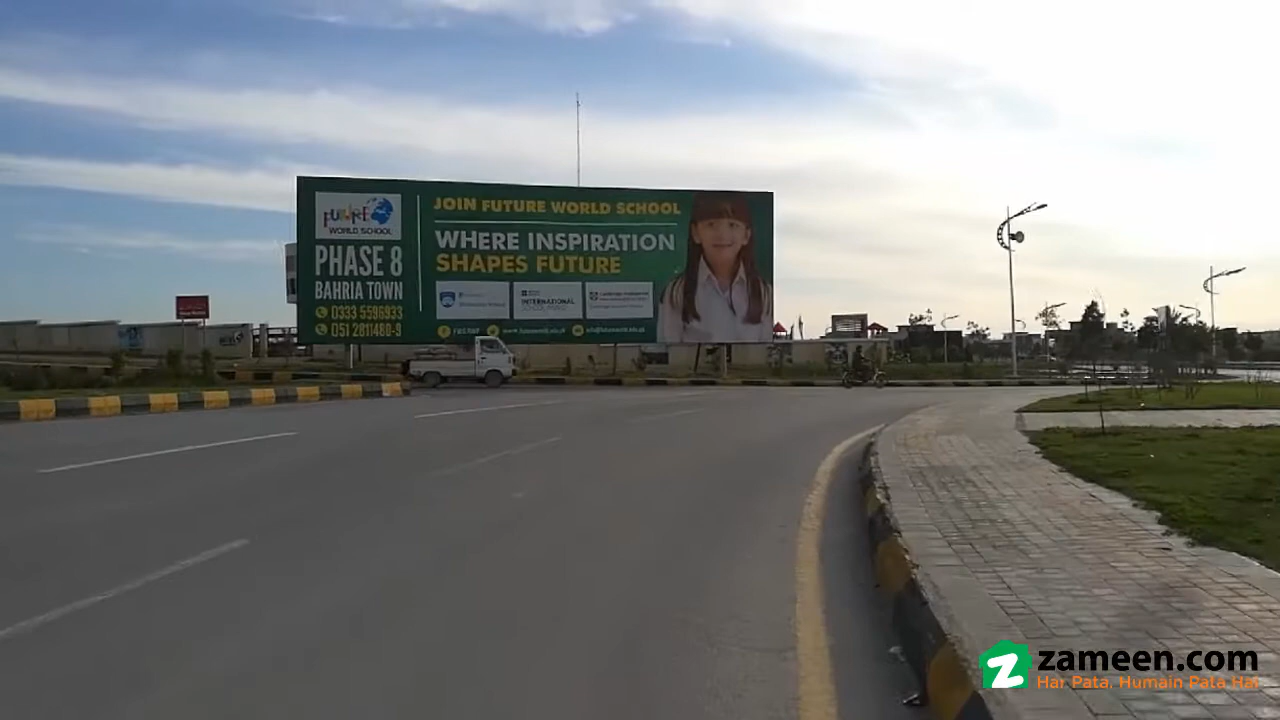 FUTURE
WORLD SCHOOL
PHASE 8
BAHRIA TOWN
0333 5596933
051 2811480-9
JOIN FUTURE WORLD SCHOOL
WHERE INSPIRATION
SHAPES FUTURE
INTERNATIONAL
zameen.com
Har Pata, Humain Pata Hai